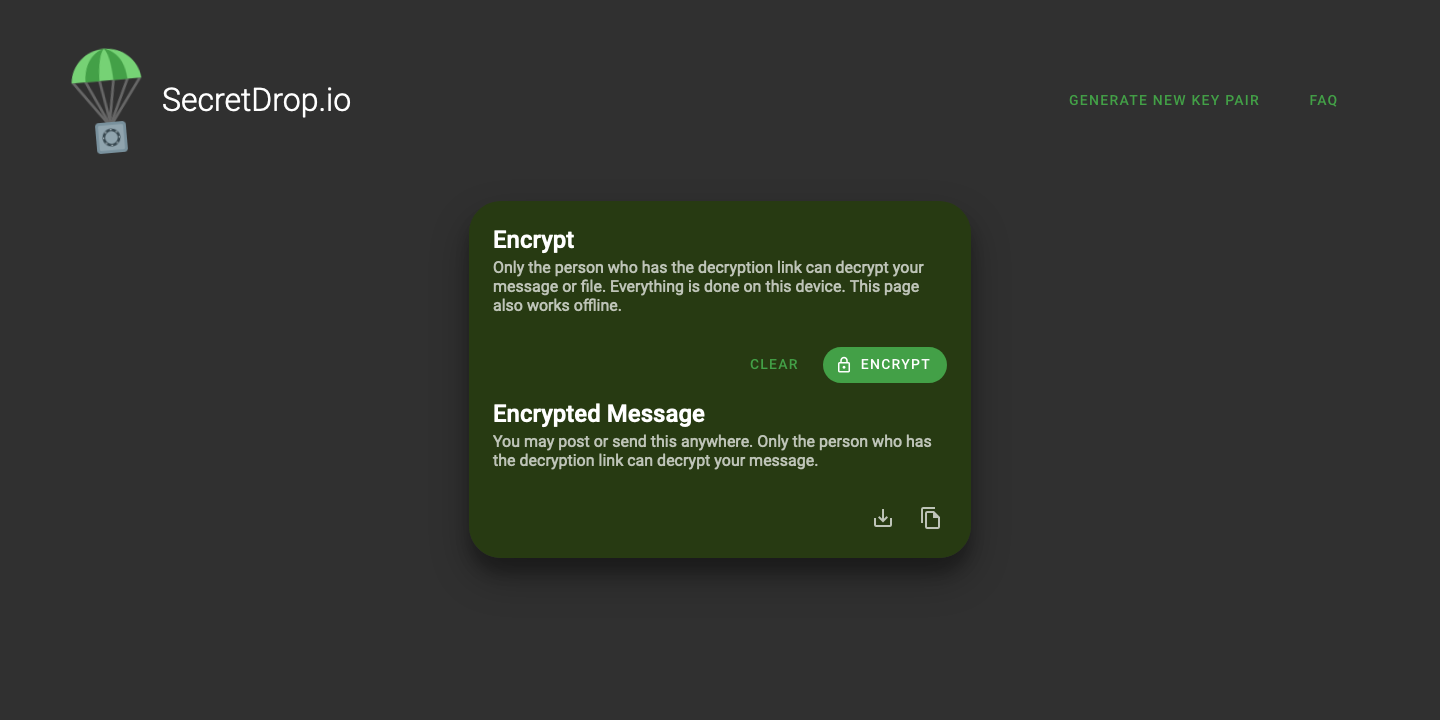 SecretDrop.io
GENERATE NEW KEY PAIR
FAQ
Encrypt
Only the person who has the decryption link can decrypt your
message or file. Everything is done on this device. This page
also works offline.
CLEAR
ENCRYPT
Encrypted Message
You may post or send this anywhere. Only the person who has
the decryption link can decrypt your message.